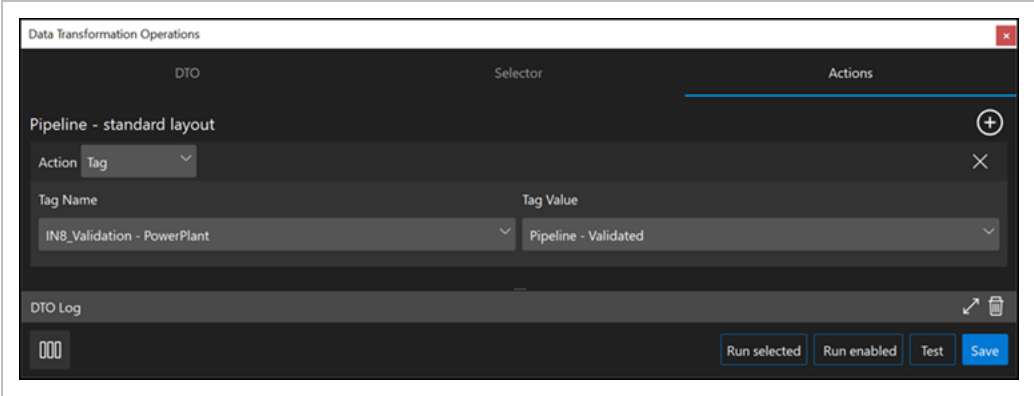 Data Transformation Operations
DTO Selector Actions
Pipeline - standard layout
Action Tag
Tag Name Tag Value
IN8_Validation - PowerPlant Pipeline - Validated
DTO Log
Run selected Run enabled Test Save